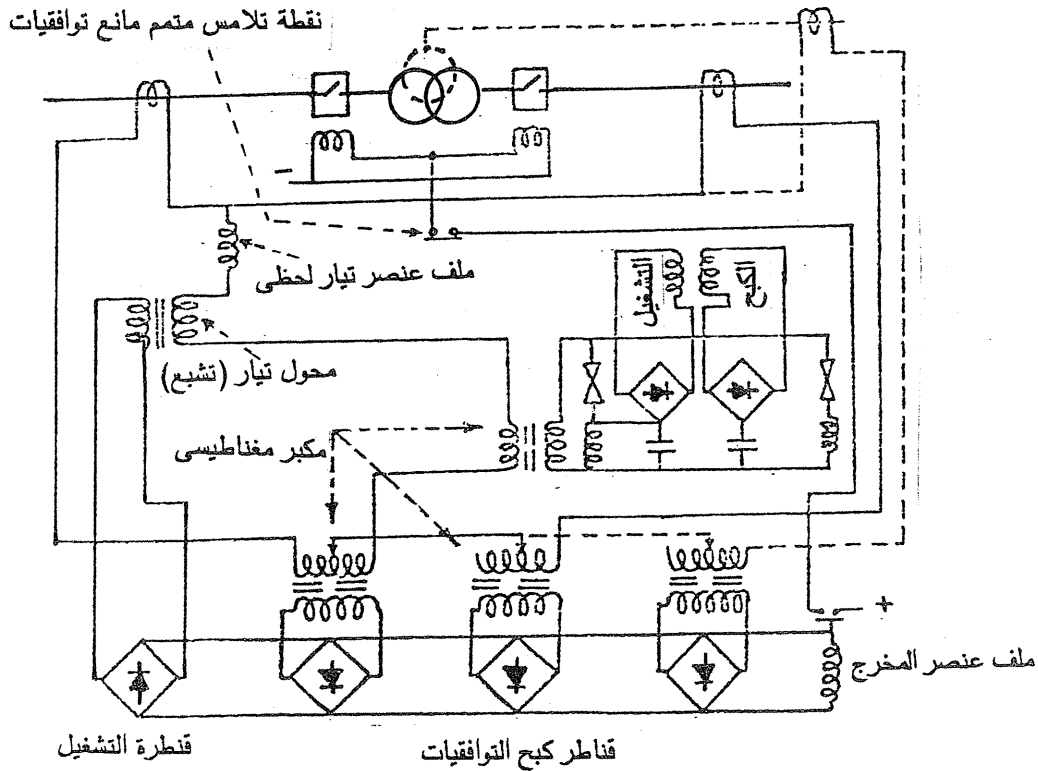 نقطة تلامس متمم مانع توافقيات
ملف عنصر تيار لحظى
التشغيل
الكبح
محول تيار (تشبع)
مكبر مغناطيسى
ملف عنصر المخرج
قنطرة التشغيل
قناطر كبح التوافقيات